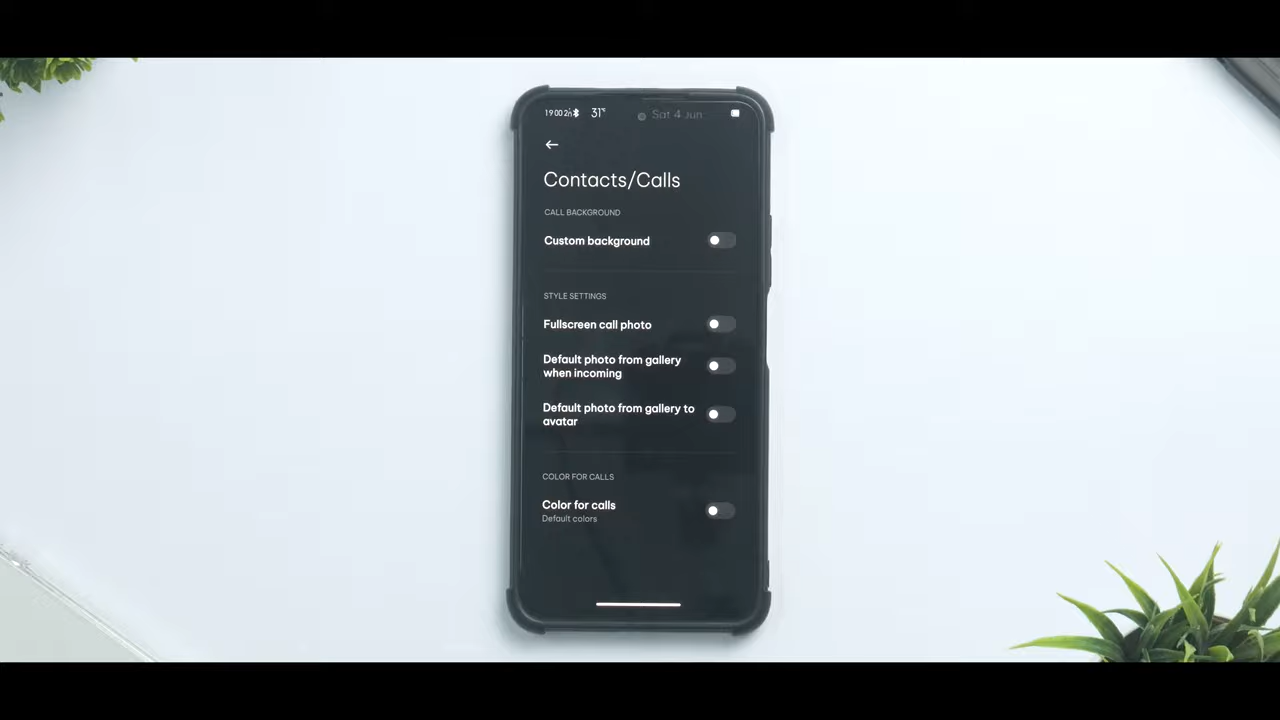 31°
Sat 4 Jun
Contacts/Calls
CALL BACKGROUND
Custom background
STYLE SETTINGS
Fullscreen call photo
Default photo from gallery
when incoming
Default photo from gallery to
avatar
COLOR FOR CALLS
Color for calls
Default colors